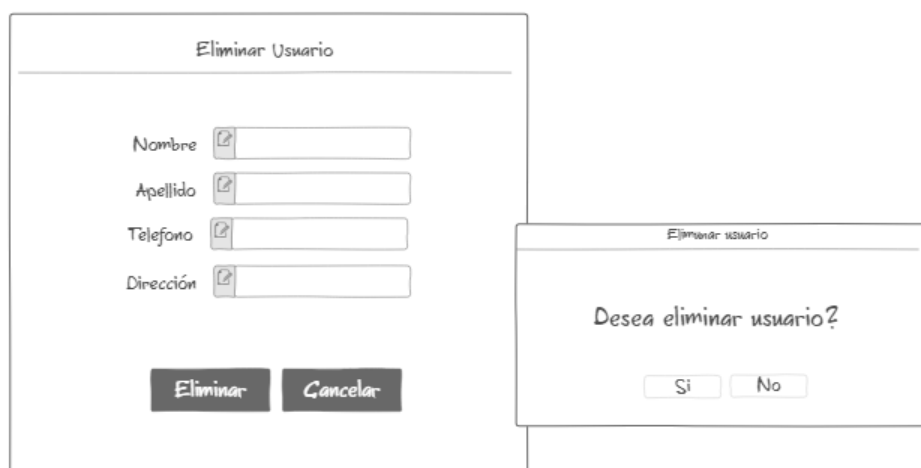 Eliminar Usuario
Nombre
Apellido
Telefono
Dirección
Eliminar Cancelar
Eliminar usuario
Desea eliminar usuario?
Si No